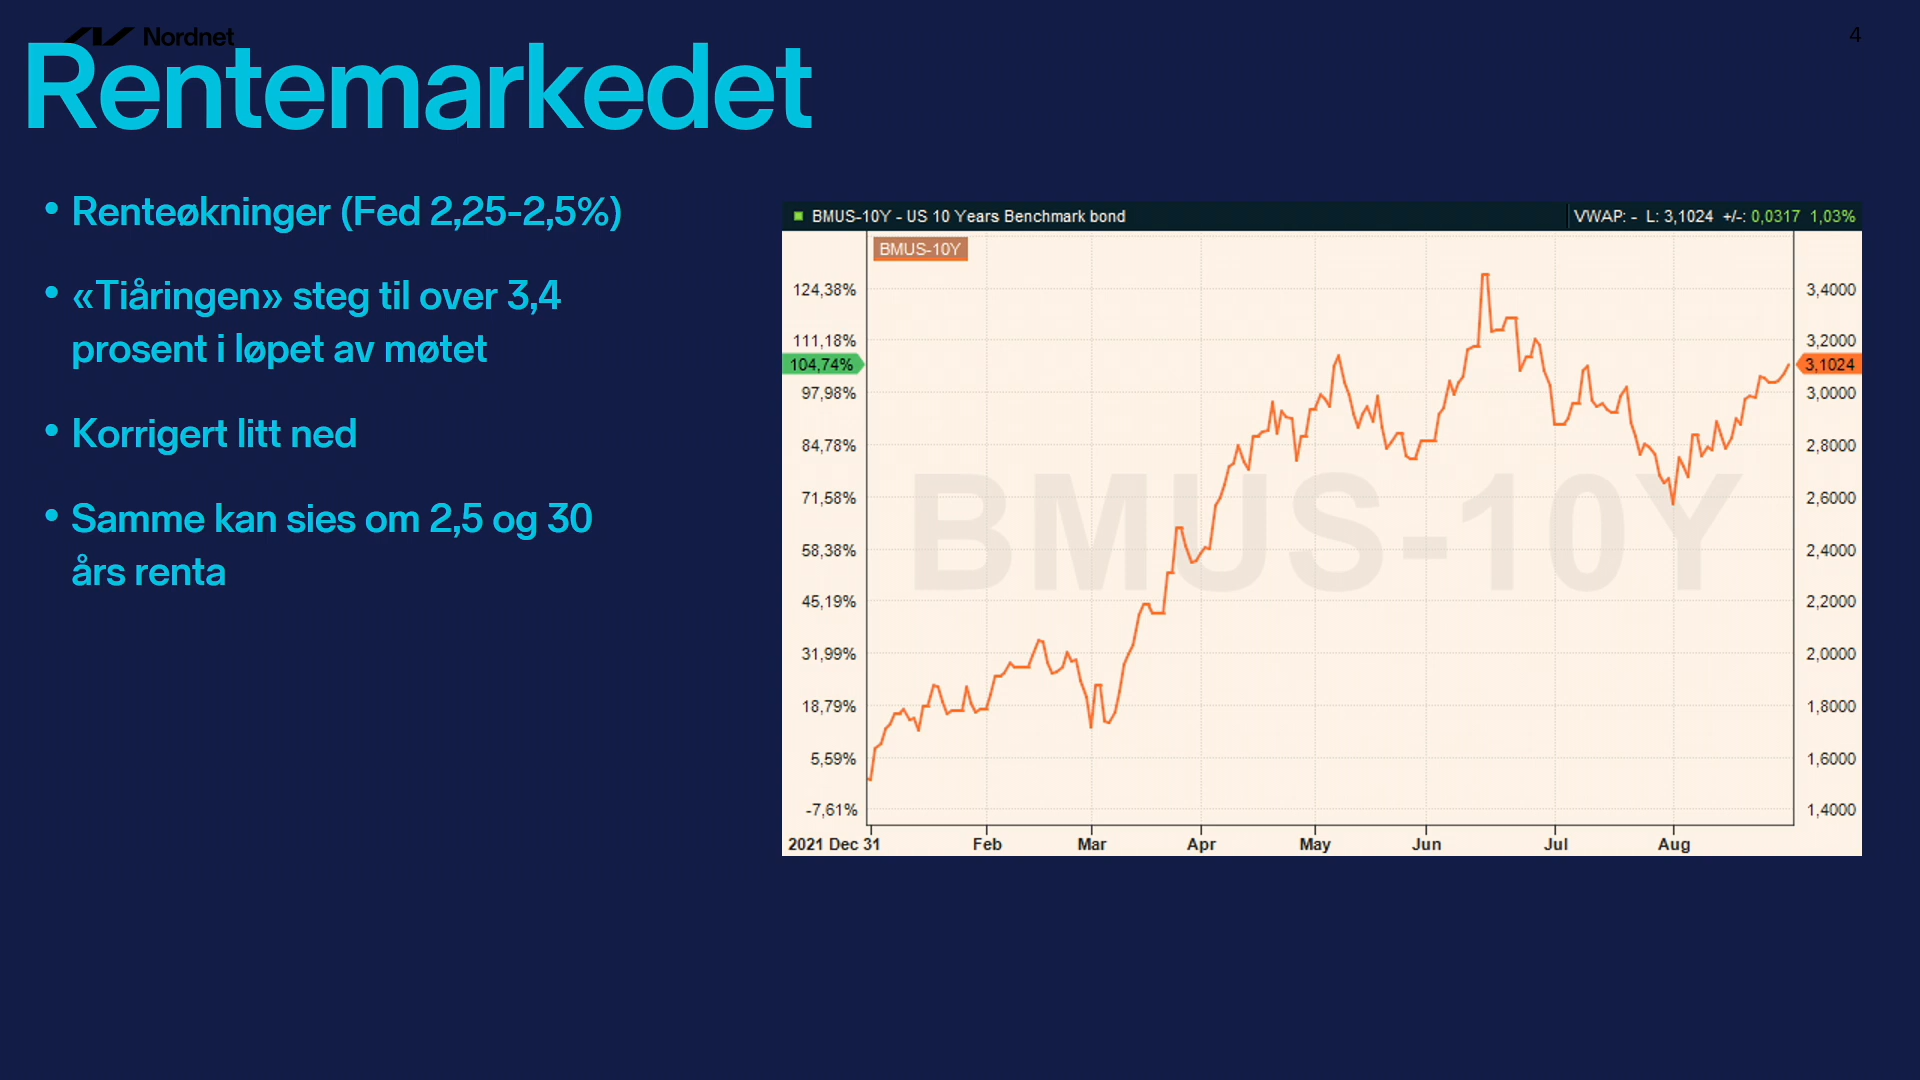 Nordnet
4
Rentemarkedet
• Renteøkninger (Fed 2,25-2,5%)
• «Tiåringen» steg til over 3,4
prosent i løpet av møtet
• Korrigert litt ned
• Samme kan sies om 2,5 og 30
års renta
BMUS-10Y - US 10 Years Benchmark bond
VWAP: - L: 3,1024 +/-: 0,0317 1,03%
BMUS-10Y
124,38%
111,18%
104,74%
97,98%
84,78%
71,58%
58,38%
45,19%
31,99%
18,79%
5,59%
-7,61%
BMUS-10Y
3,4000
3,2000
3,1024
3,0000
2,8000
2,6000
2,4000
2,2000
2,0000
1,8000
1,6000
1,4000
2021 Dec 31 Feb Mar Apr May Jun Jul Aug